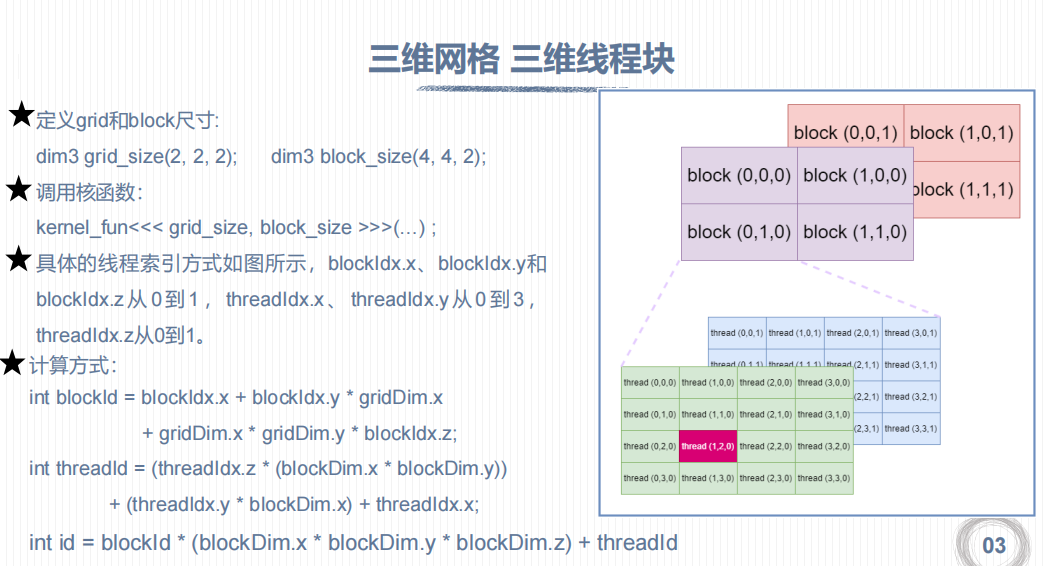 三维网格 三维线程块
定义grid和block尺寸:
dim3 grid_size(2, 2, 2); dim3 block_size(4, 4, 2);
调用核函数：
kernel_fun<<< grid_size, block_size >>>(…) ;
具体的线程索引方式如图所示，blockIdx.x、blockIdx.y和
blockIdx.z从0到1，threadIdx.x、threadIdx.y从0到3，
threadIdx.z从0到1。
计算方式：
int blockId = blockIdx.x + blockIdx.y * gridDim.x
+ gridDim.x * gridDim.y * blockIdx.z;
int threadId = (threadIdx.z * (blockDim.x * blockDim.y))
+ (threadIdx.y * blockDim.x) + threadIdx.x;
int id = blockId * (blockDim.x * blockDim.y * blockDim.z) + threadId
block (0,0,1) block (1,0,1)
block (0,0,0) block (1,0,0)
block (1,1,1)
block (0,1,0) block (1,1,0)
thread (0,0,1) thread (1,0,1) thread (2,0,1) thread (3,0,1)
thread (0,1,1) thread (1,1,1) (2,1,1) thread (3,1,1)
thread (0,0,0) thread (1,0,0) thread (2,0,0) thread (3,0,0)
(2,2,1) thread (3,2,1)
thread (0,1,0) thread (1,1,0) thread (2,1,0) thread (3,1,0)
(2,3,1) thread (3,3,1)
thread (0,2,0) thread (1,2,0) thread (2,2,0) thread (3,2,0)
thread (0,3,0) thread (1,3,0) thread (2,3,0) thread (3,3,0)
03